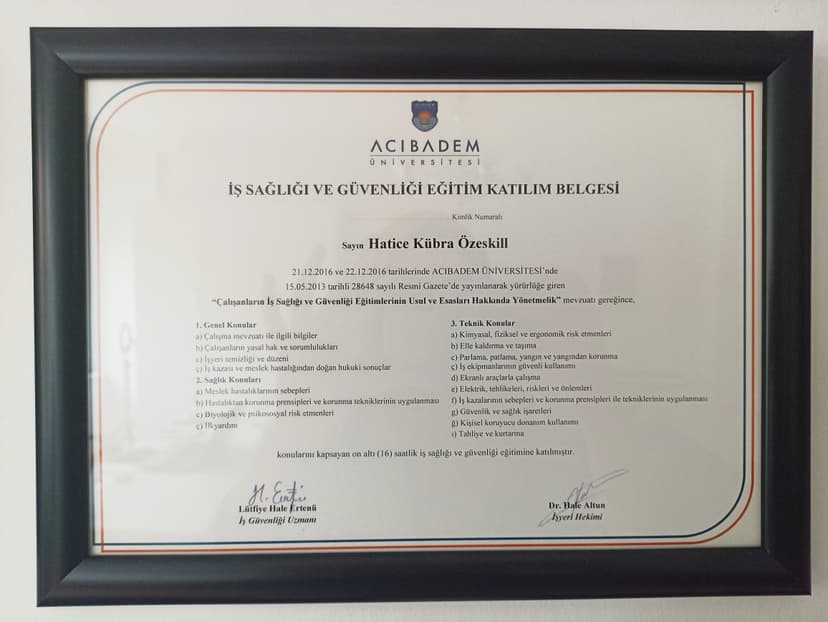 ACIBADEM
ÜNİVERSİTESİ
İŞ SAĞLIĞI VE GÜVENLİĞİ EĞİTİM KATILIM BELGESİ
Kimlik Numaralı
Sayın Hatice Kübra Özeskill
21.12.2016 ve 22.12.2016 tarihlerinde ACIBADEM ÜNİVERSİTESİ'nde
15.05.2013 tarihli 28648 sayılı Resmi Gazete'de yayınlanarak yürürlüğe giren
"Çalışanların İş Sağlığı ve Güvenliği Eğitimlerinin Usul ve Esasları Hakkında Yönetmelik" mevzuatı gereğince,
1. Genel Konular
a) Çalışma mevzuatı ile ilgili bilgiler
b) Çalışanların yasal hak ve sorumlulukları
c) İşyeri temizliği ve düzeni
ç) İş kazası ve meslek hastalığından doğan hukuki sonuçlar
2. Sağlık Konuları
a) Meslek hastalıklarının sebepleri
b) Hastalıktan korunma prensipleri ve korunma tekniklerinin uygulanması
c) Biyolojik ve psikososyal risk etmenleri
ç) İlkyardım
3. Teknik Konular
a) Kimyasal, fiziksel ve ergonomik risk etmenleri
b) Elle kaldırma ve taşıma
c) Parlama, patlama, yangın ve yangından korunma
ç) İş ekipmanlarının güvenli kullanımı
d) Ekranlı araçlarla çalışma
e) Elektrik, tehlikeleri, riskleri ve önlemleri
f) İş kazalarının sebepleri ve korunma prensipleri ile tekniklerinin uygulanması
g) Güvenlik ve sağlık işaretleri
ğ) Kişisel koruyucu donanım kullanımı
ı) Tahliye ve kurtarma
konularını kapsayan on altı (16) saatlik iş sağlığı ve güvenliği eğitimine katılmıştır.
Lütfiye Hale Ertenü
İş Güvenliği Uzmanı
Dr. Hale Altun
İşyeri Hekimi